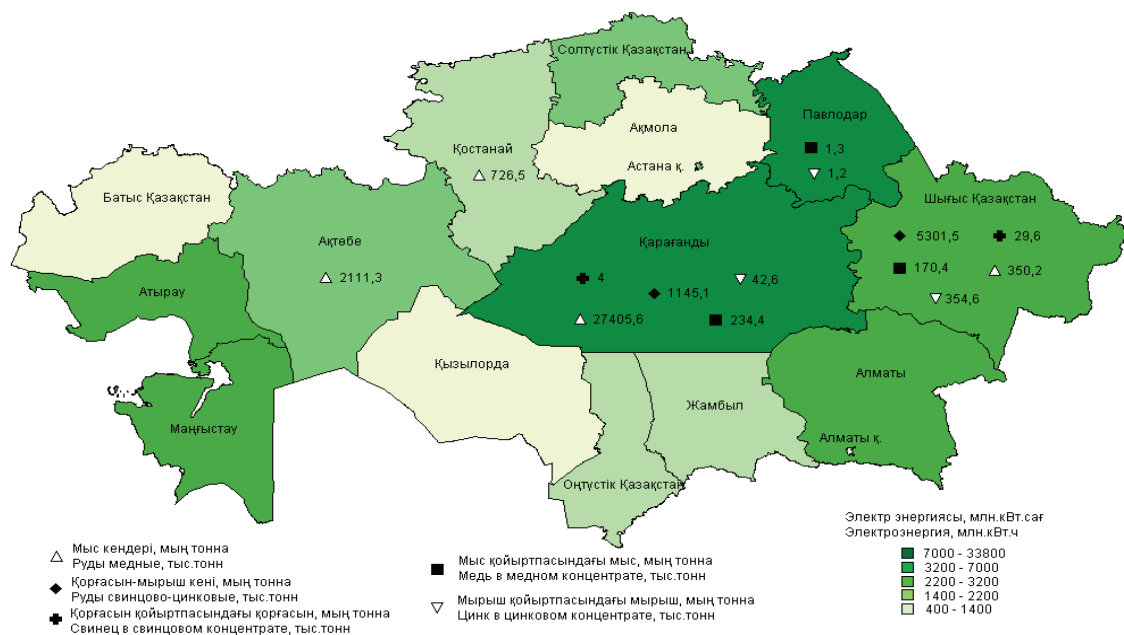 Солтүстік Қазақстан
Павлодар
1,3
1,2
Ақмола
Астана қ.
Қостанай
726,5
Батыс Қазақстан
Шығыс Қазақстан
5301,5
29,6
170,4
350,2
354,6
Ақтөбе
2111,3
Қарағанды
4
42,6
1145,1
27405,6
234,4
Атырау
Қызылорда
Алматы
Жамбыл
Маңғыстау
Алматы қ.
Оңтүстік Қазақстан
Мыс кендері, мың тонна
Руды медные, тыс.тонн
Қорғасын-мырыш кені, мың тонна
Руды свинцово-цинковые, тыс.тонн
Қорғасын қойыртпасындағы қорғасын, мың тонна
Свинец в свинцовом концентрате, тыс.тонн
Мыс қойыртпасындағы мыс, мың тонна
Медь в медном концентрате, тыс.тонн
Мырыш қойыртпасындағы мырыш, мың тонна
Цинк в цинковом концентрате, тыс.тонн
Электр энергиясы, млн.кВт.сағ
Электроэнергия, млн.кВт.ч
7000 - 33800
3200 - 7000
2200 - 3200
1400 - 2200
400 - 1400